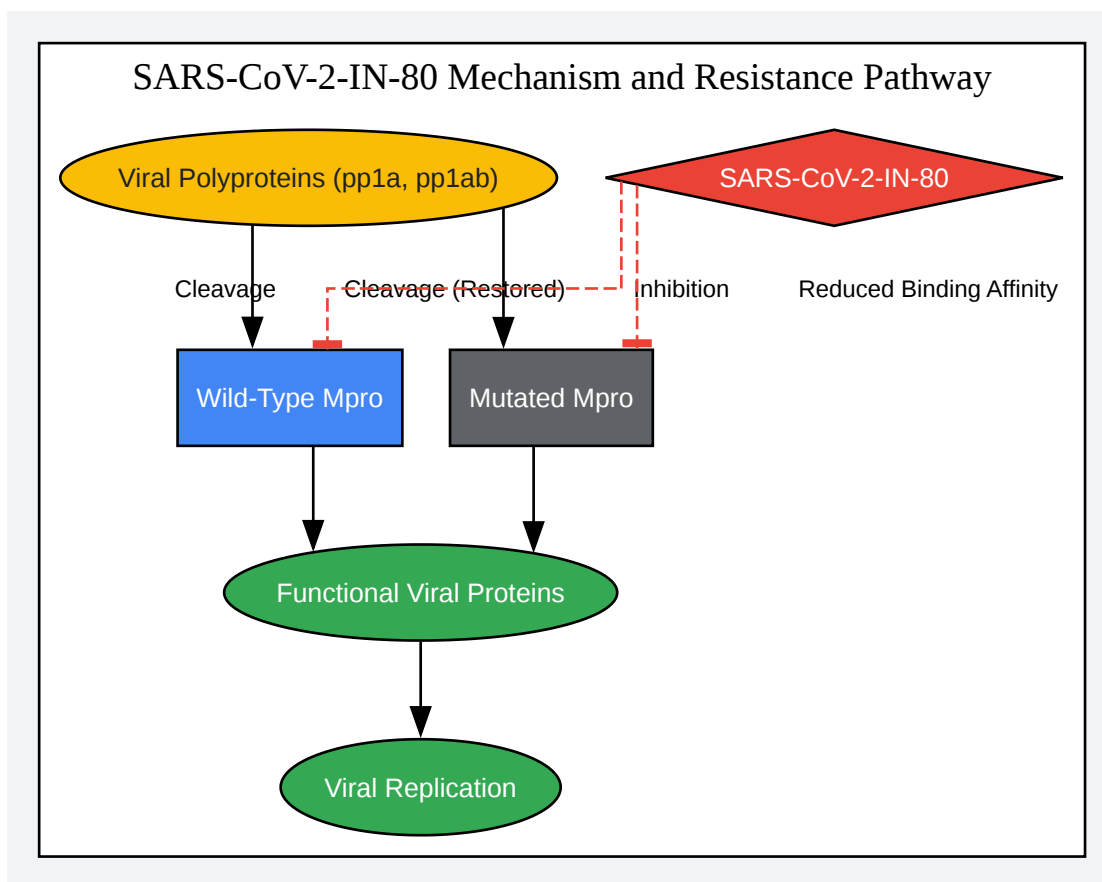 SARS-CoV-2-IN-80 Mechanism and Resistance Pathway
Viral Polyproteins (pp1a, pp1ab)
SARS-CoV-2-IN-80
Cleavage
Cleavage (Restored)
Inhibition
Reduced Binding Affinity
Wild-Type Mpro
Mutated Mpro
Functional Viral Proteins
Viral Replication